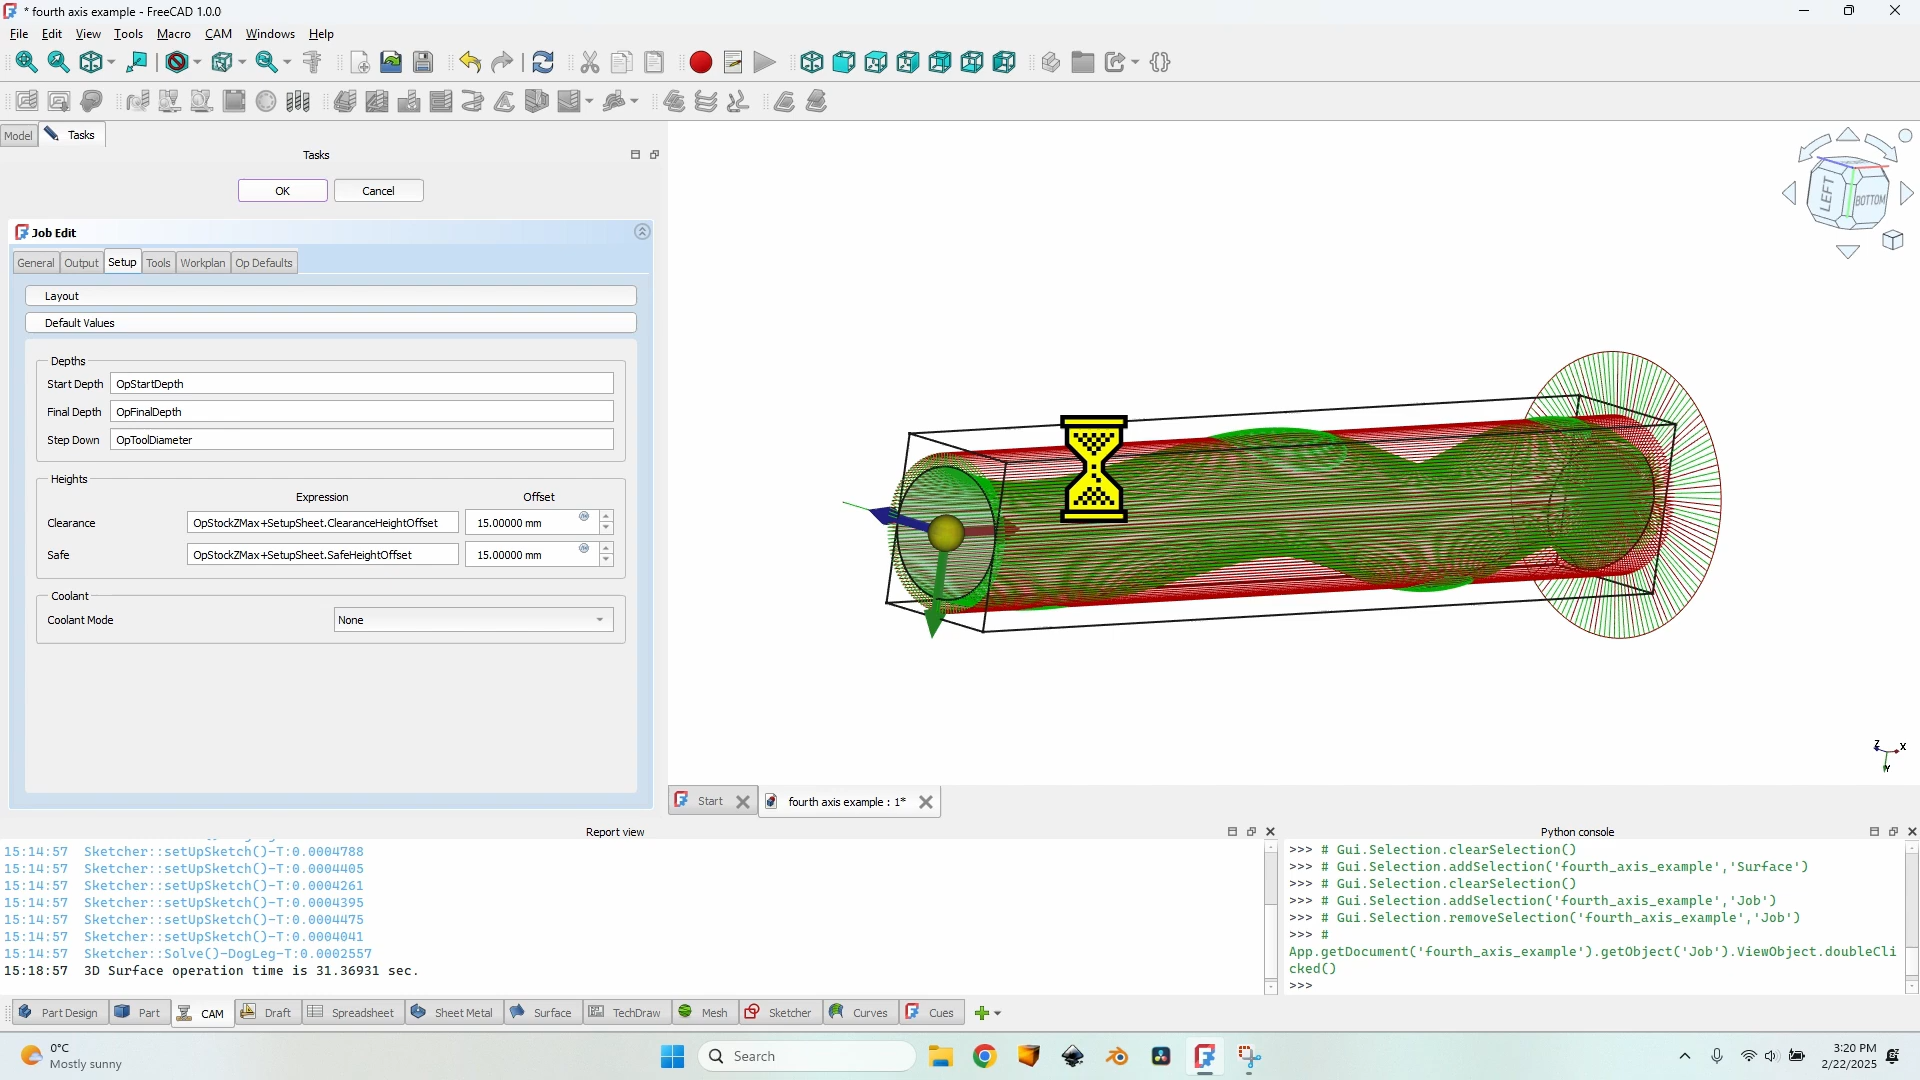 * fourth axis example - FreeCAD 1.0.0
File Edit View Tools Macro CAM Windows Help
Model Tasks
Tasks
OK Cancel
Job Edit
General Output Setup Tools Workplan Op Defaults
Layout
Default Values
Depths
Start Depth OpStartDepth
Final Depth OpFinalDepth
Step Down OpToolDiameter
Heights
Expression Offset
Clearance OpStockZMax+SetupSheet.ClearanceHeightOffset 15.00000 mm
Safe OpStockZMax+SetupSheet.SafeHeightOffset 15.00000 mm
Coolant
Coolant Mode None
LEFT BOTTOM
Z X
Y
Start fourth axis example : 1*
Report view
15:14:57 Sketcher::setUpSketch()-T:0.0004788
15:14:57 Sketcher::setUpSketch()-T:0.0004405
15:14:57 Sketcher::setUpSketch()-T:0.0004261
15:14:57 Sketcher::setUpSketch()-T:0.0004395
15:14:57 Sketcher::setUpSketch()-T:0.0004475
15:14:57 Sketcher::setUpSketch()-T:0.0004041
15:14:57 Sketcher::Solve()-DogLeg-T:0.0002557
15:18:57 3D Surface operation time is 31.36931 sec.
Python console
>>> # Gui.Selection.clearSelection()
>>> # Gui.Selection.addSelection('fourth_axis_example','Surface')
>>> # Gui.Selection.clearSelection()
>>> # Gui.Selection.addSelection('fourth_axis_example','Job')
>>> # Gui.Selection.removeSelection('fourth_axis_example','Job')
>>> #
App.getDocument('fourth_axis_example').getObject('Job').ViewObject.doubleCli
cked()
>>>
Part Design Part CAM Draft Spreadsheet Sheet Metal Surface TechDraw Mesh Sketcher Curves Cues
0°C
Mostly sunny
Search
3:20 PM
2/22/2025